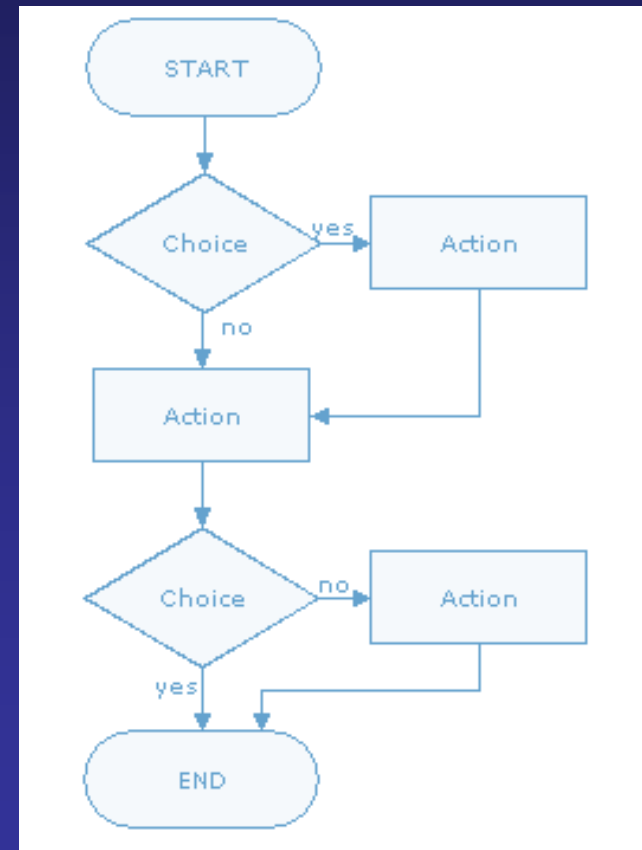 START
Choice
yes
Action
no
Action
Choice
no
Action
yes
END